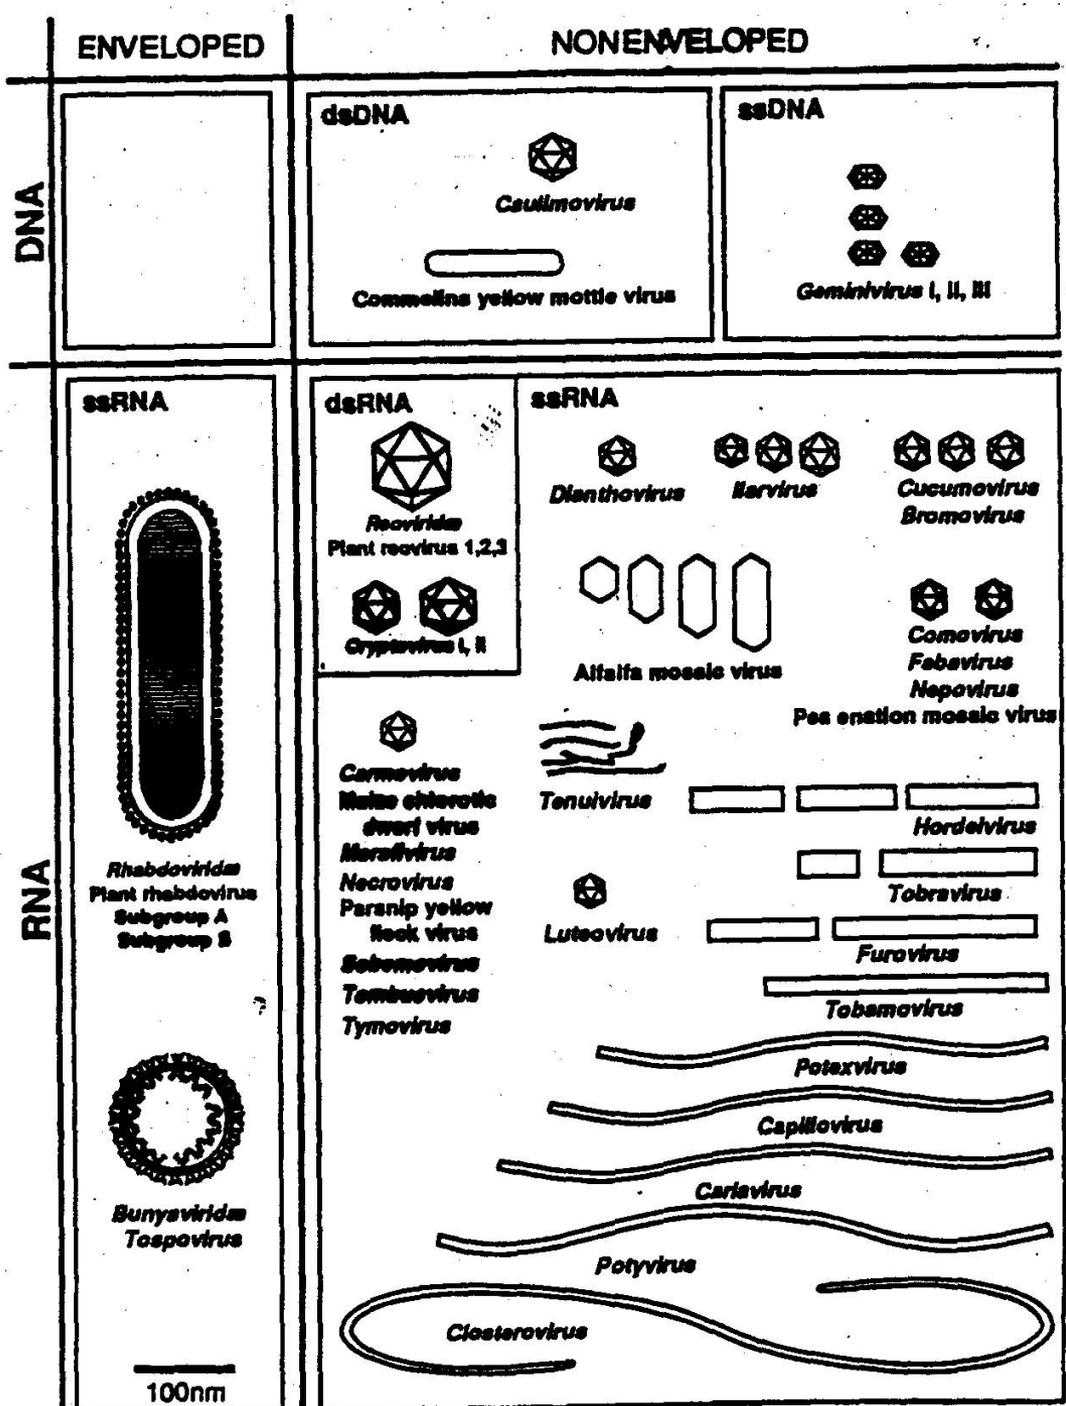 ENVELOPED
NONENVELOPED
DNA
dsDNA
Caulimovirus
Commelina yellow mottle virus
ssDNA
Geminivirus I, II, III
RNA
ssRNA
Rhabdoviridae
Plant rhabdovirus
Subgroup A
Subgroup B
Bunyaviridae
Tospovirus
100nm
dsRNA
Reoviridae
Plant reovirus 1,2,3
Cryptovirus I, II
ssRNA
Dianthovirus
Ilarvirus
Cucumovirus
Bromovirus
Alfalfa mosaic virus
Comovirus
Fabavirus
Nepovirus
Pea enation mosaic virus
Carmovirus
Maize chlorotic
dwarf virus
Marafivirus
Necrovirus
Parsnip yellow
fleck virus
Sobemovirus
Tombusvirus
Tymovirus
Tenuivirus
Luteovirus
Hordeivirus
Tobravirus
Furovirus
Tobamovirus
Potexvirus
Capillovirus
Carlavirus
Potyvirus
Closterovirus